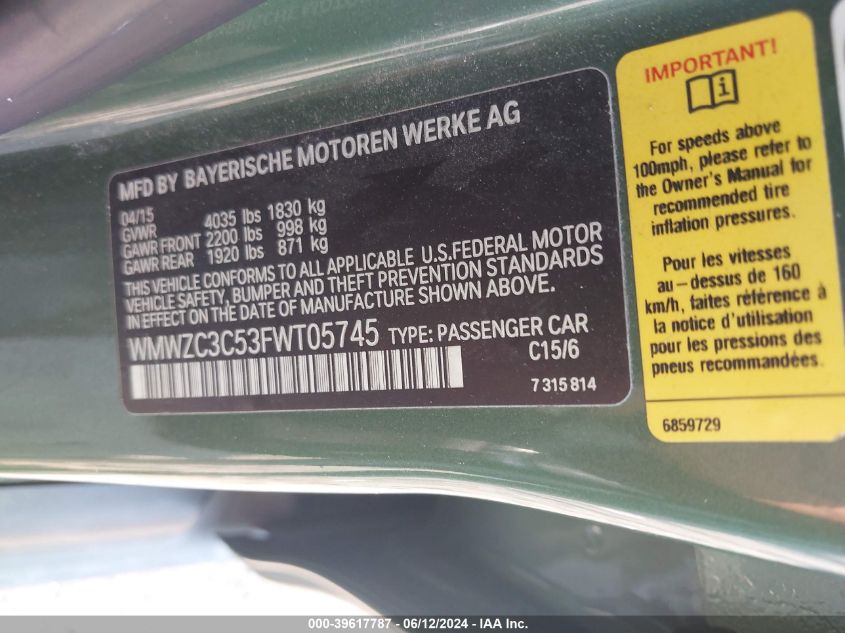 MFD BY BAYERISCHE MOTOREN WERKE AG
04/15
GVWR 4035 lbs 1830 kg
GAWR FRONT 2200 lbs 998 kg
GAWR REAR 1920 lbs 871 kg
THIS VEHICLE CONFORMS TO ALL APPLICABLE U.S.FEDERAL MOTOR
VEHICLE SAFETY, BUMPER AND THEFT PREVENTION STANDARDS
IN EFFECT ON THE DATE OF MANUFACTURE SHOWN ABOVE.
WMWZC3C53FWT05745 TYPE: PASSENGER CAR
C15/6
7 315 814
IMPORTANT!
i
For speeds above
100mph, please refer to
the Owner's Manual for
recommended tire
inflation pressures.
Pour les vitesses
au-dessus de 160
km/h, faites référence à
la notice d'utilisation
pour les pressions des
pneus recommandées.
6859729
000-39617787 - 06/12/2024 - IAA Inc.